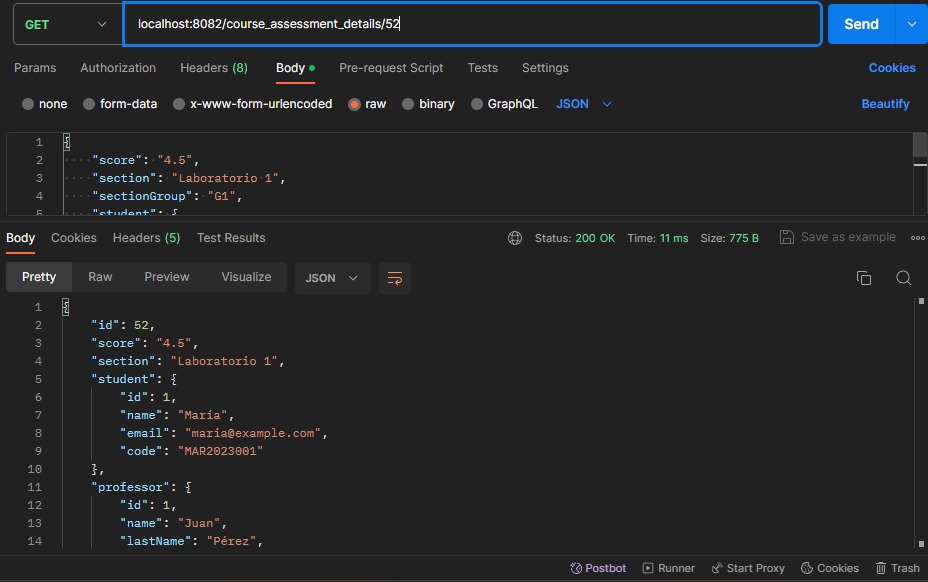 GET localhost:8082/course_assessment_details/52 Send
Params Authorization Headers (8) Body Pre-request Script Tests Settings Cookies
none form-data x-www-form-urlencoded raw binary GraphQL JSON Beautify
1 {
2 "score": "4.5",
3 "section": "Laboratorio 1",
4 "sectionGroup": "G1",
5 "student": {
Body Cookies Headers (5) Test Results Status: 200 OK Time: 11 ms Size: 775 B Save as example
Pretty Raw Preview Visualize JSON
1 {
2 "id": 52,
3 "score": "4.5",
4 "section": "Laboratorio 1",
5 "student": {
6 "id": 1,
7 "name": "María",
8 "email": "maria@example.com",
9 "code": "MAR2023001"
10 },
11 "professor": {
12 "id": 1,
13 "name": "Juan",
14 "lastName": "Pérez",
Postbot Runner Start Proxy Cookies Trash